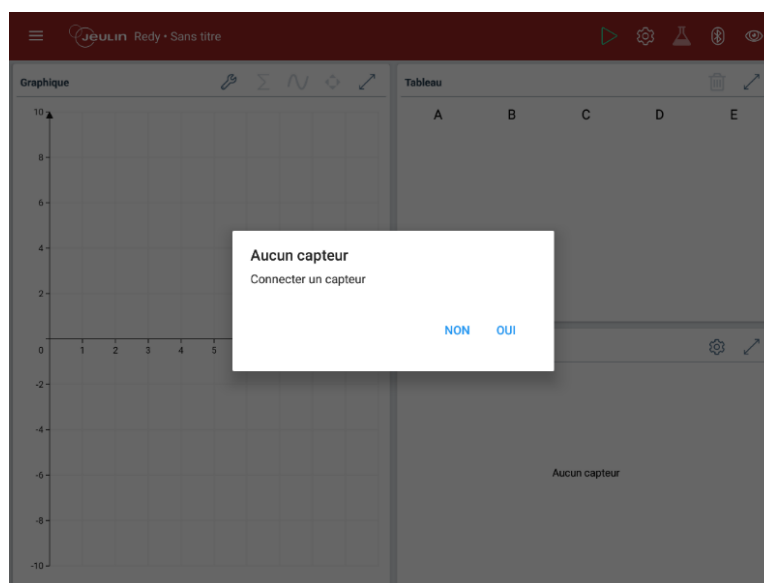 Jeulin Redy • Sans titre
Graphique
Tableau
A B C D E
10
8
6
4
2
0 1 2 3 4 5
-2
-4
-6
-8
-10
Aucun capteur
Connecter un capteur
NON OUI
Aucun capteur